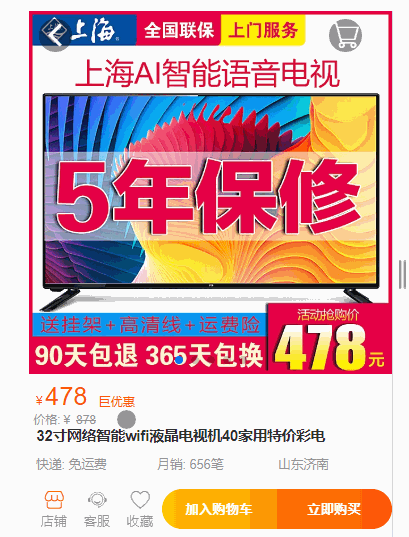 上海 全国联保 上门服务
上海AI智能语音电视
5年保修
送挂架+高清线+运费险
活动抢购价
90天包退 365天包换
478元
¥478 巨优惠
价格: ¥ 878
32寸网络智能wifi液晶电视机40家用特价彩电
快递: 免运费 月销: 656笔 山东济南
店铺 客服 收藏 加入购物车 立即购买